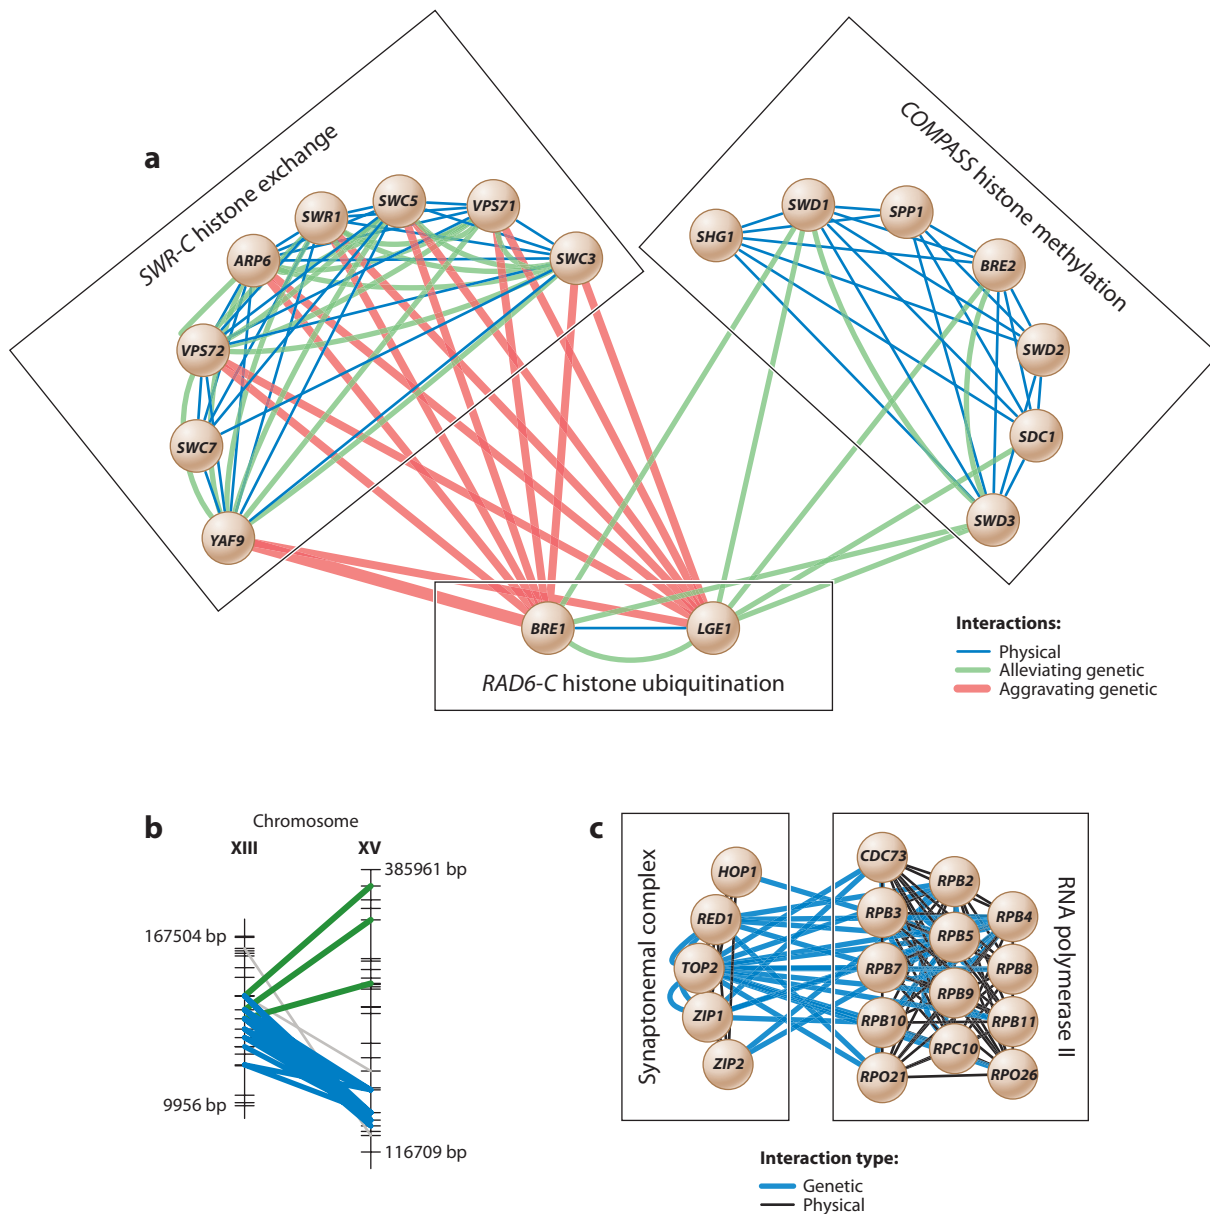 a
SWR-C histone exchange
SWR1
SWC5
VPS71
ARP6
SWC3
VPS72
SWC7
YAF9
COMPASS histone methylation
SHG1
SWD1
SPP1
BRE2
SWD2
SDC1
SWD3
BRE1
LGE1
RAD6-C histone ubiquitination
Interactions:
Physical
Alleviating genetic
Aggravating genetic
b
Chromosome
XIII
XV
385961 bp
167504 bp
9956 bp
116709 bp
c
Synaptonemal complex
HOP1
RED1
TOP2
ZIP1
ZIP2
CDC73
RPB2
RPB3
RPB4
RPB5
RPB7
RPB8
RPB9
RPB10
RPB11
RPC10
RPO21
RPO26
RNA polymerase II
Interaction type:
Genetic
Physical